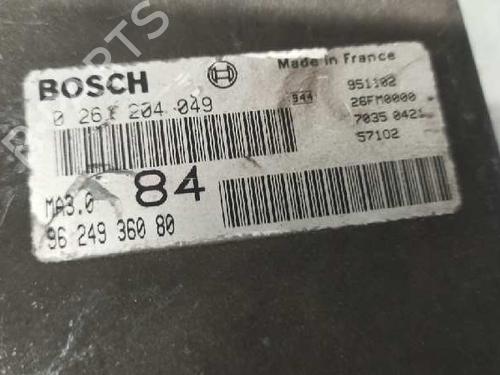 PARTS
Made in France
BOSCH
951102
0 261 204 049
944
26FM0000
7035 0421
57102
84
MA3.0
96 249 360 80